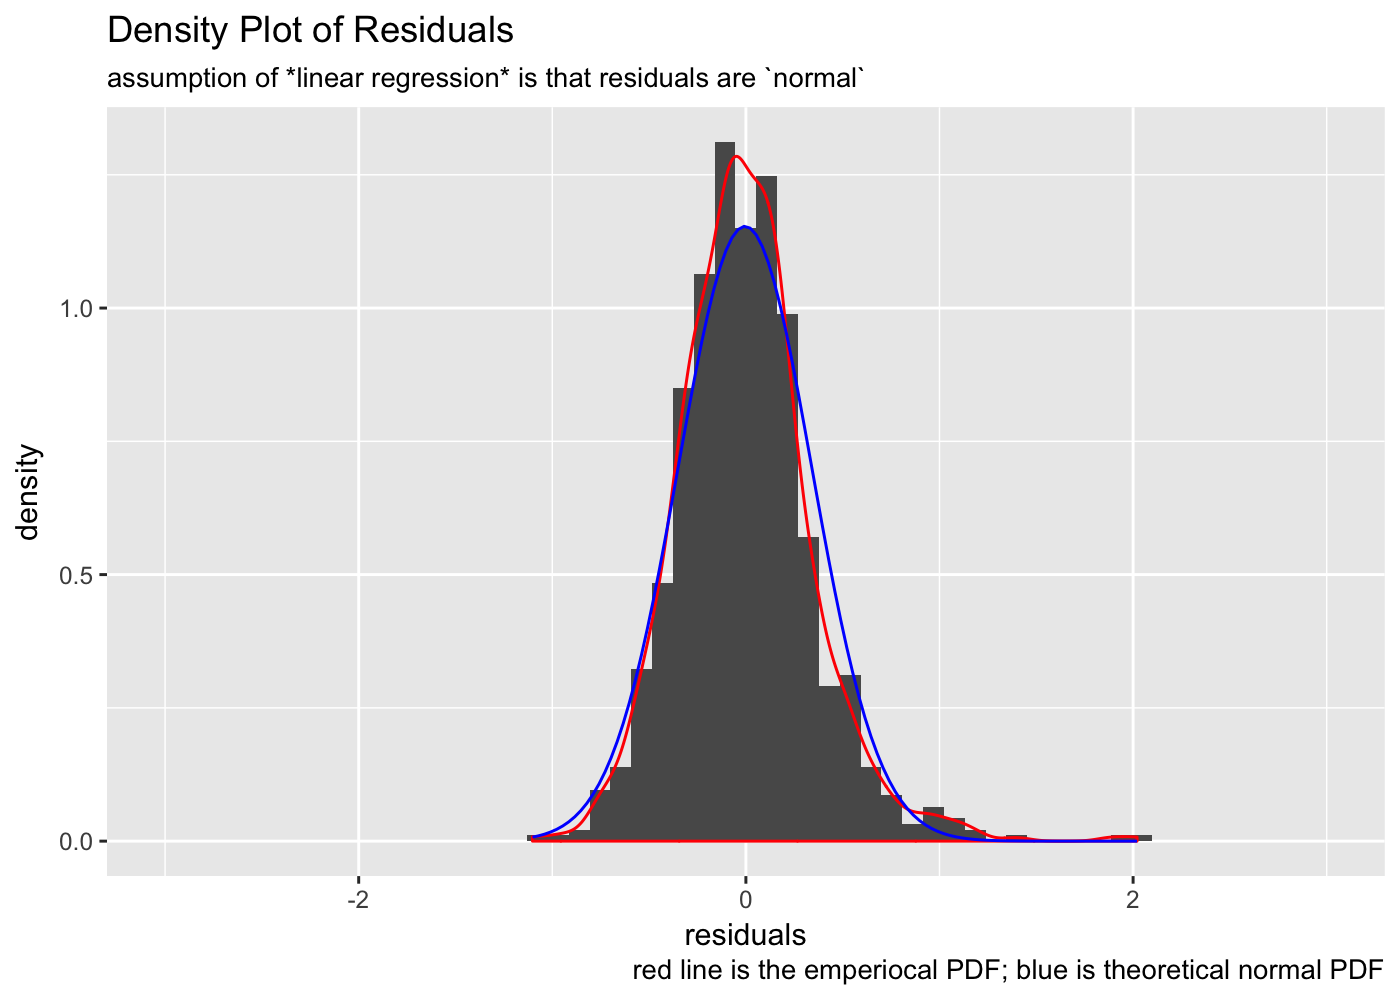 Density Plot of Residuals
assumption of *linear regression* is that residuals are `normal`
density
1.0
0.5
0.0
-2
0
2
residuals
red line is the emperiocal PDF; blue is theoretical normal PDF